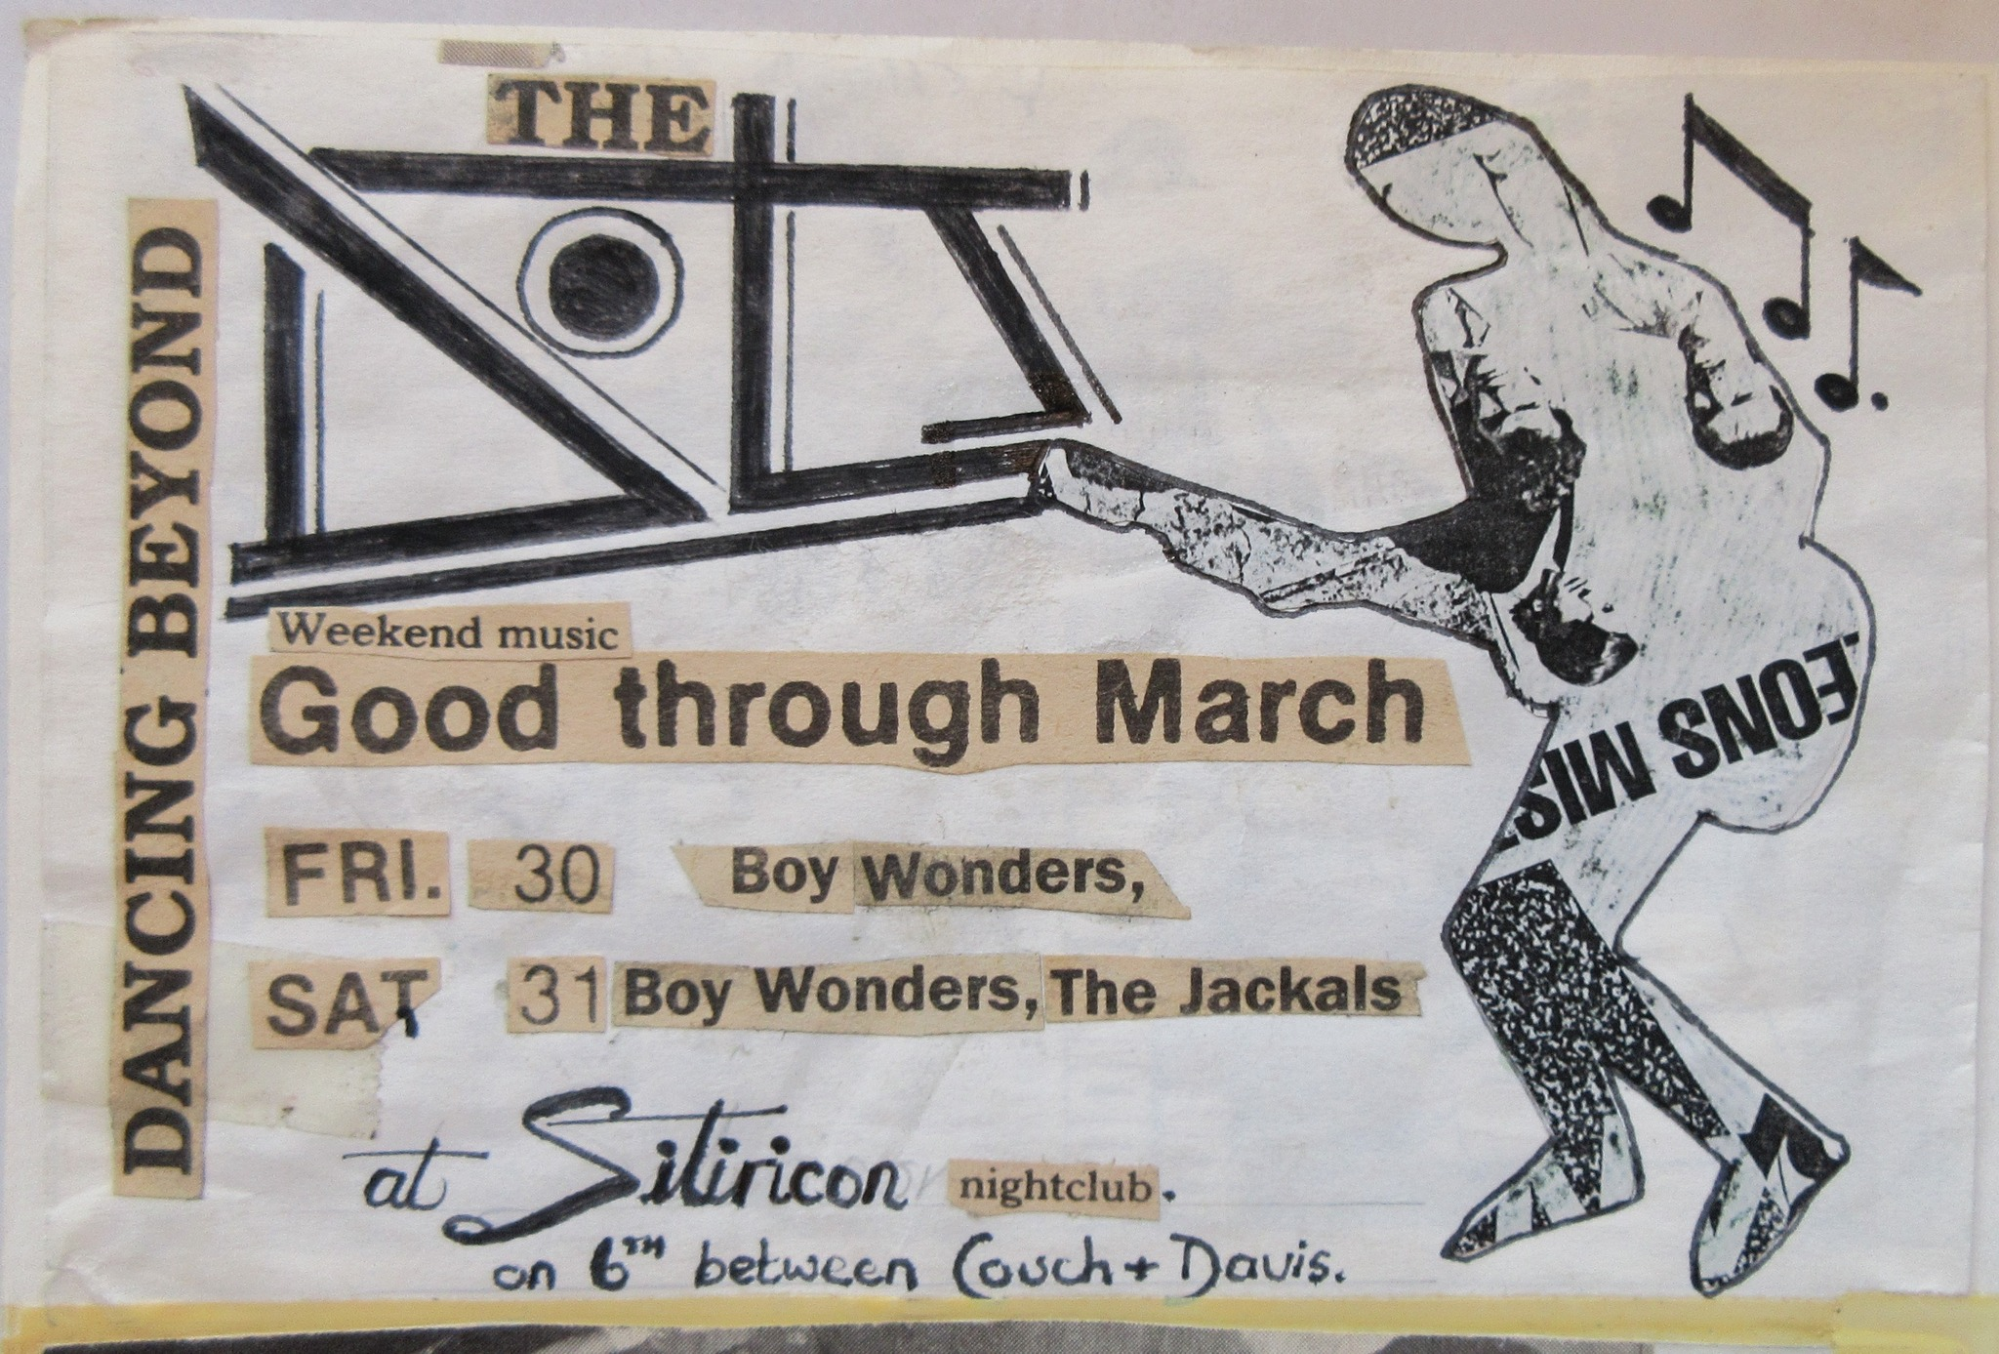 THE
DANCING BEYOND
Weekend music
Good through March
FRI. 30 Boy Wonders,
SAT 31 Boy Wonders, The Jackals
at Sitiricon nightclub.
on 6TH between Couch + Davis.
EONS MIS